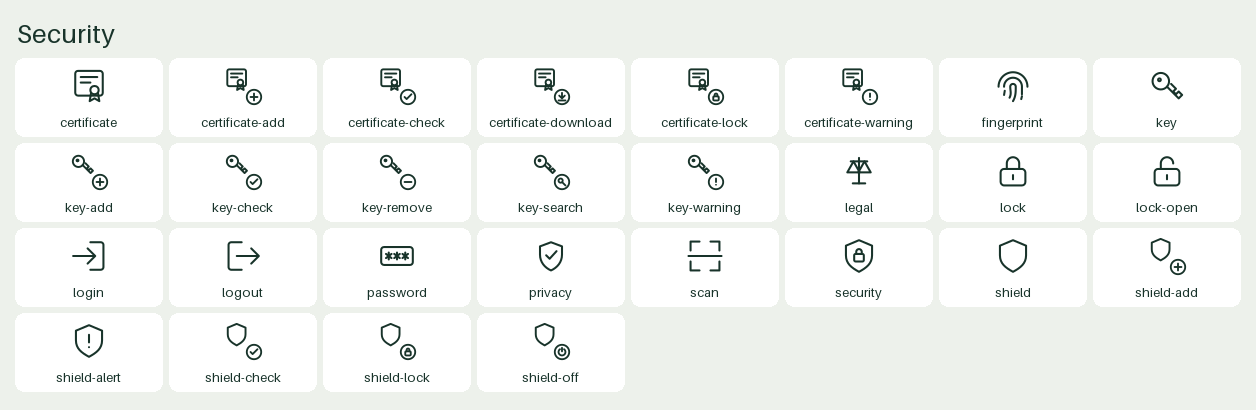 Security
certificate
certificate-add
certificate-check
certificate-download
certificate-lock
certificate-warning
fingerprint
key
key-add
key-check
key-remove
key-search
key-warning
legal
lock
lock-open
login
logout
password
privacy
scan
security
shield
shield-add
shield-alert
shield-check
shield-lock
shield-off